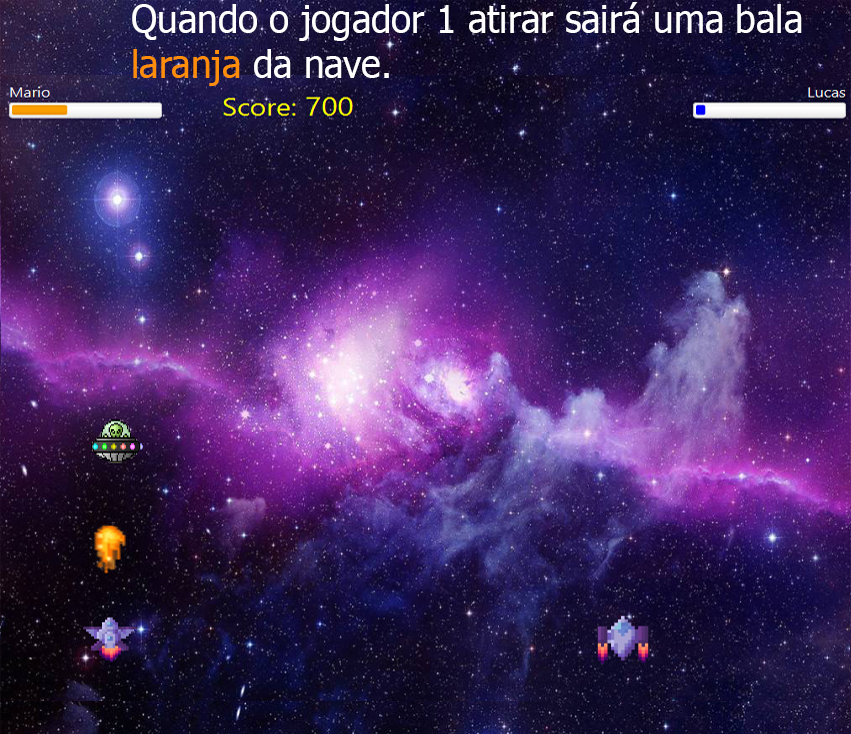 Quando o jogador 1 atirar sairá uma bala
laranja da nave.
Mario
Lucas
Score: 700